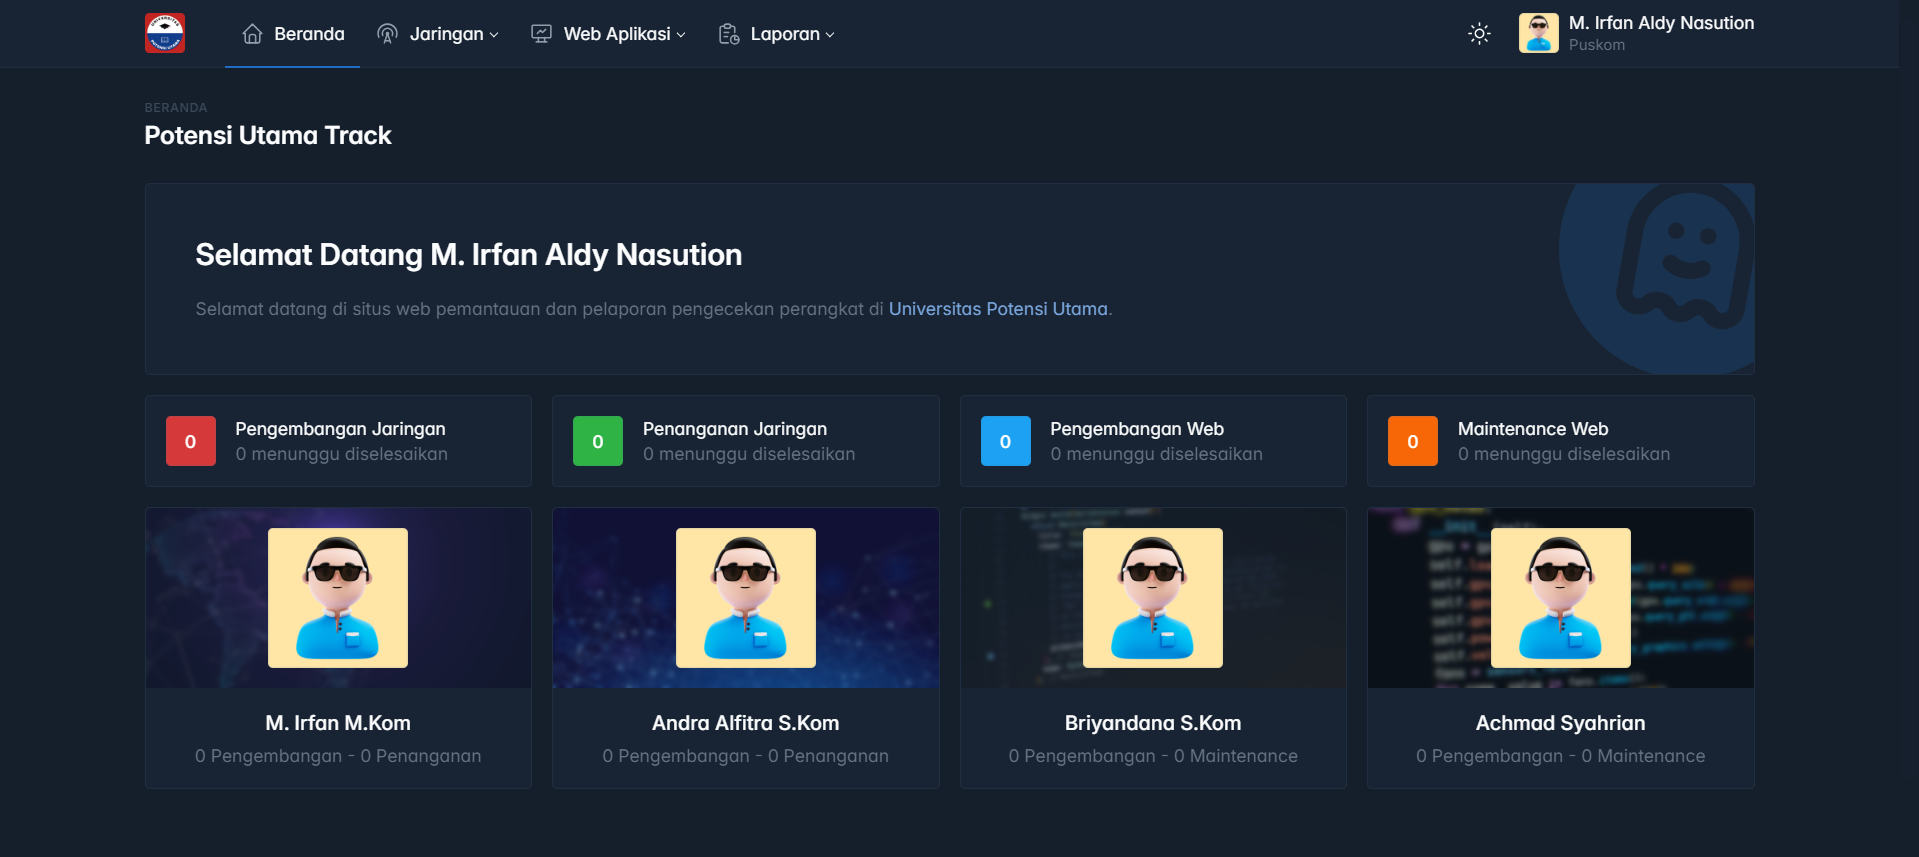 Beranda
Jaringan
Web Aplikasi
Laporan
M. Irfan Aldy Nasution
Puskom
BERANDA
Potensi Utama Track
Selamat Datang M. Irfan Aldy Nasution
Selamat datang di situs web pemantauan dan pelaporan pengecekan perangkat di Universitas Potensi Utama.
0
Pengembangan Jaringan
0 menunggu diselesaikan
0
Penanganan Jaringan
0 menunggu diselesaikan
0
Pengembangan Web
0 menunggu diselesaikan
0
Maintenance Web
0 menunggu diselesaikan
M. Irfan M.Kom
0 Pengembangan - 0 Penanganan
Andra Alfitra S.Kom
0 Pengembangan - 0 Penanganan
Briyandana S.Kom
0 Pengembangan - 0 Maintenance
Achmad Syahrian
0 Pengembangan - 0 Maintenance